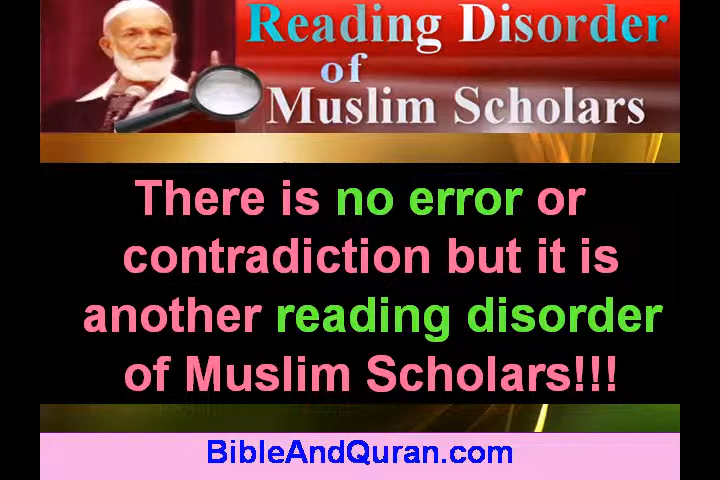 Reading Disorder
of
Muslim Scholars
There is no error or
contradiction but it is
another reading disorder
of Muslim Scholars!!!
BibleAndQuran.com